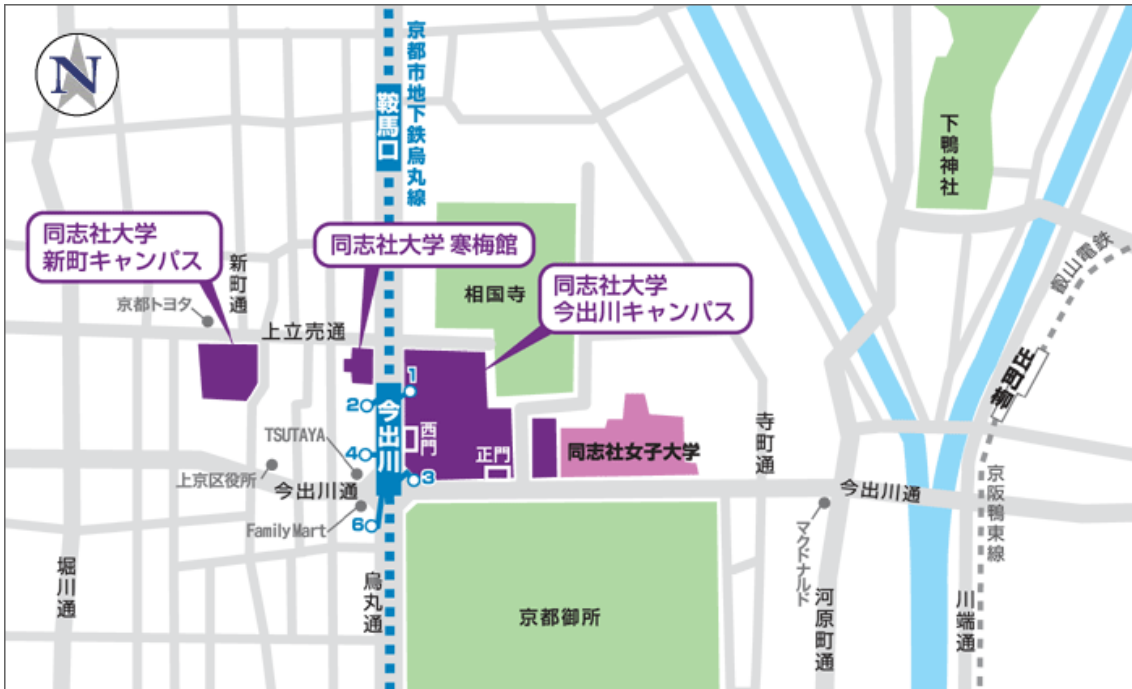 N
京都市地下鉄烏丸線
鞍馬口
下鴨神社
同志社大学
新町キャンパス
新町通
同志社大学 寒梅館
相国寺
同志社大学
今出川キャンパス
叡山電鉄
京都トヨタ
上立売通
出町柳
1
2
今出川
西門
正門
同志社女子大学
寺町通
TSUTAYA
4
3
上京区役所
今出川通
今出川通
FamilyMart
6
マクドナルド
京阪鴨東線
堀川通
烏丸通
京都御所
河原町通
川端通